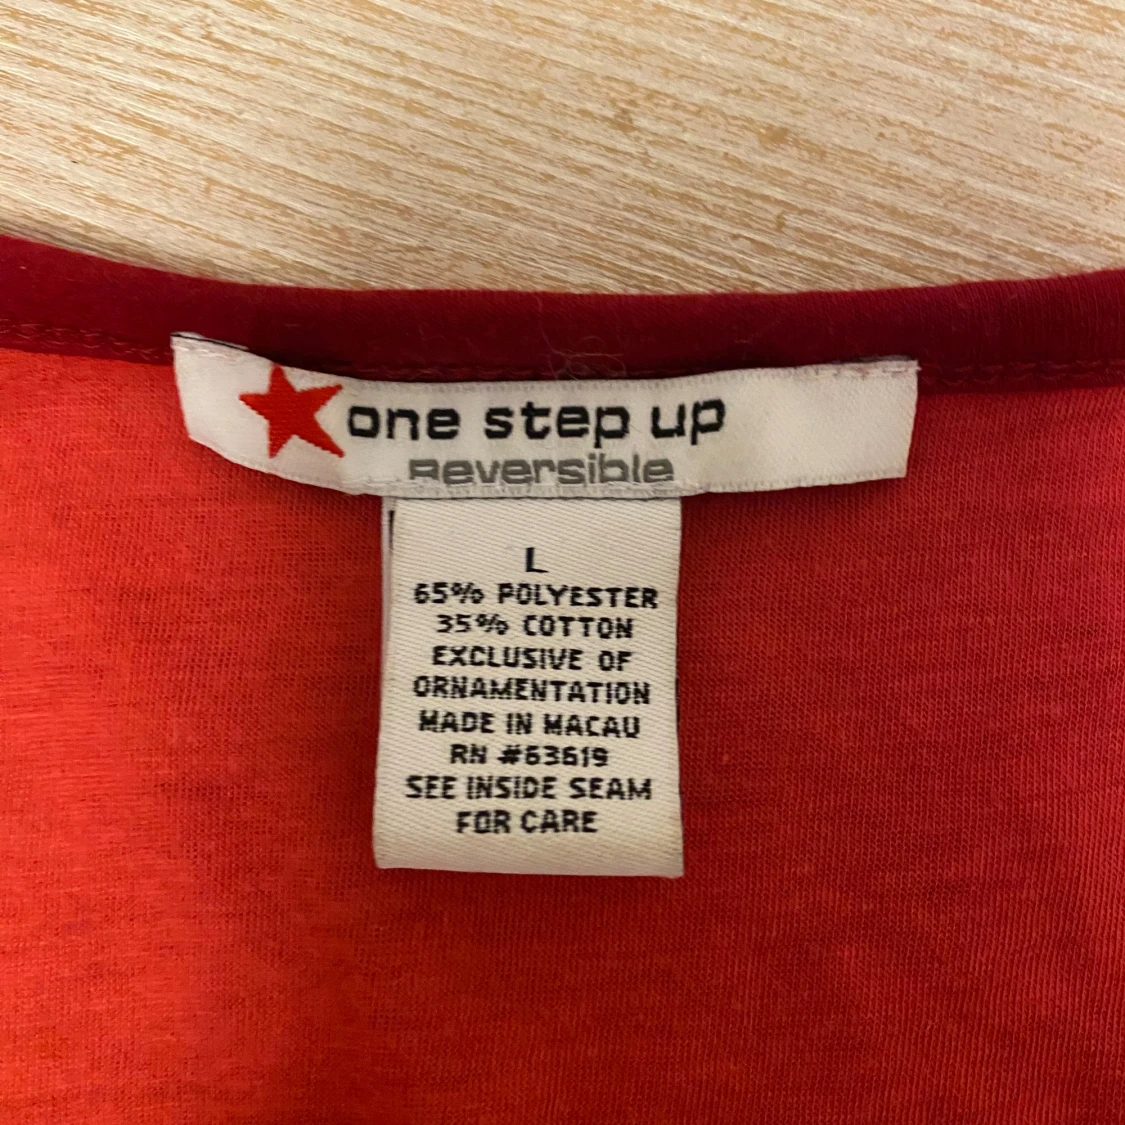 one step up
Reversible
L
65% POLYESTER
35% COTTON
EXCLUSIVE OF
ORNAMENTATION
MADE IN MACAU
RN #63619
SEE INSIDE SEAM
FOR CARE